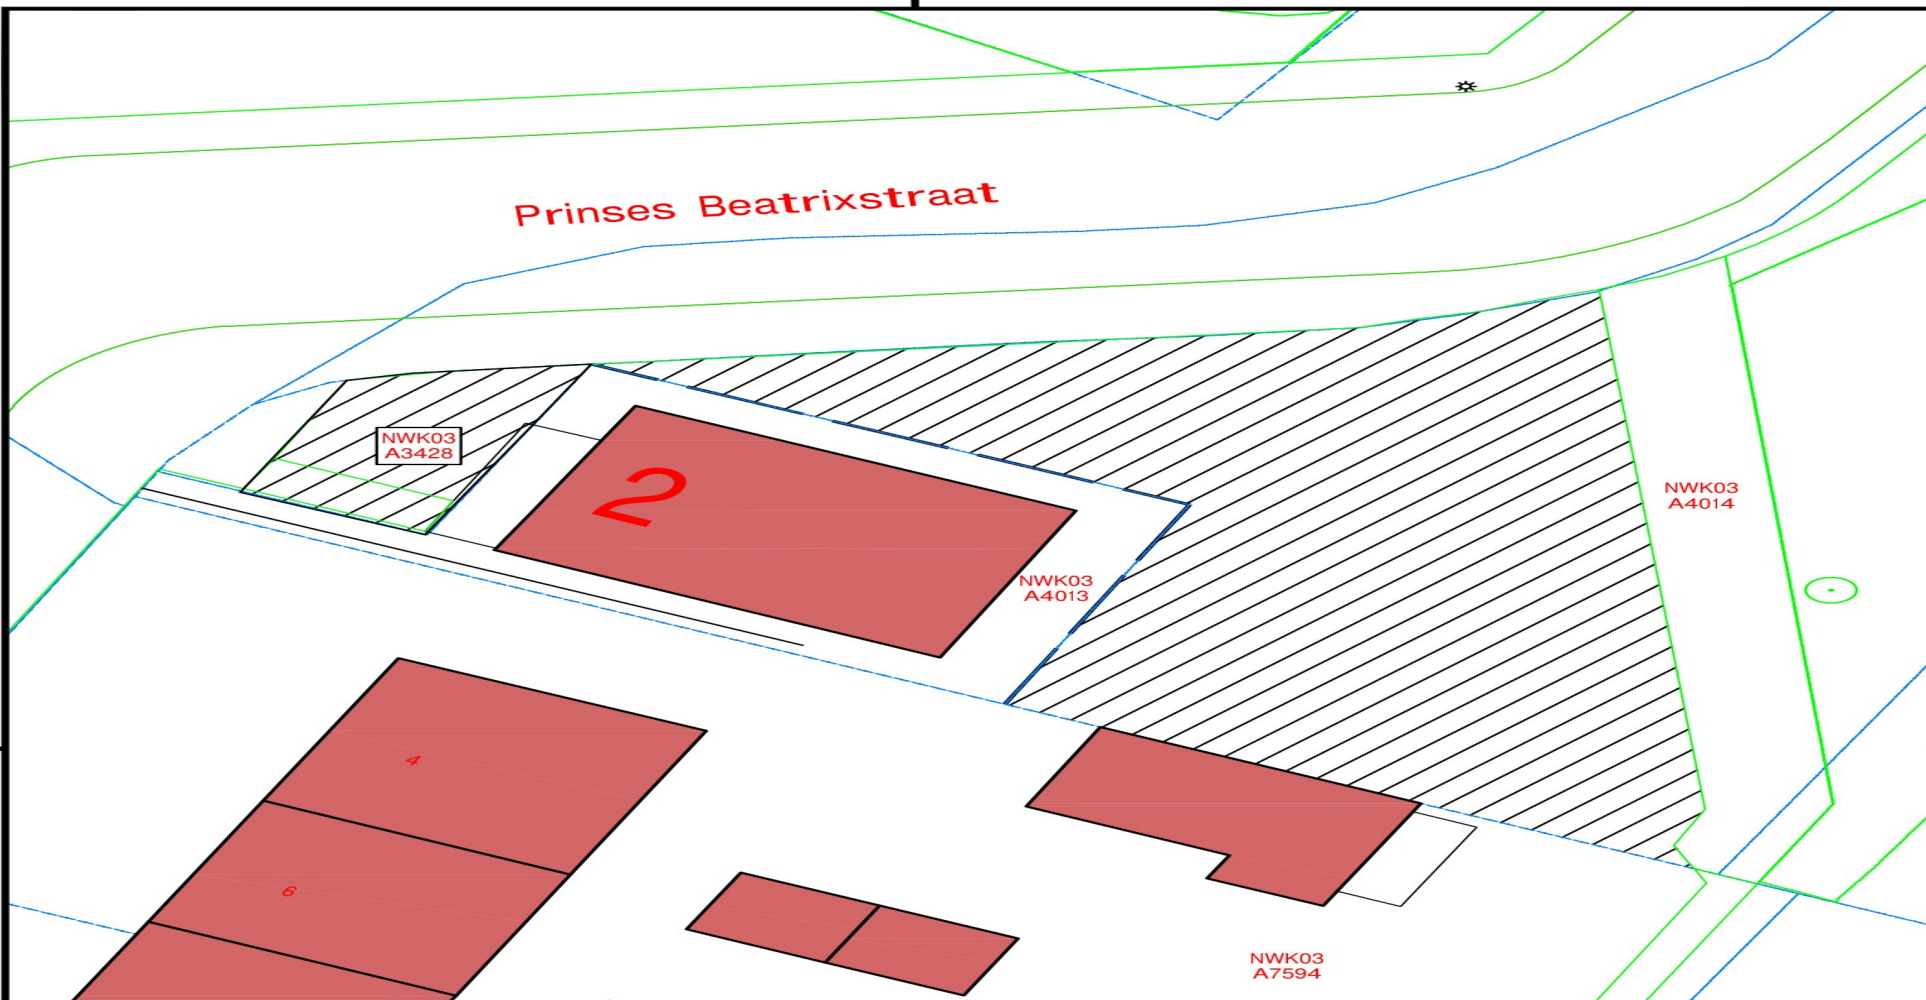 Prinses Beatrixstraat
NWK03
A3428
2
NWK03
A4014
NWK03
A4013
4
6
NWK03
A7594